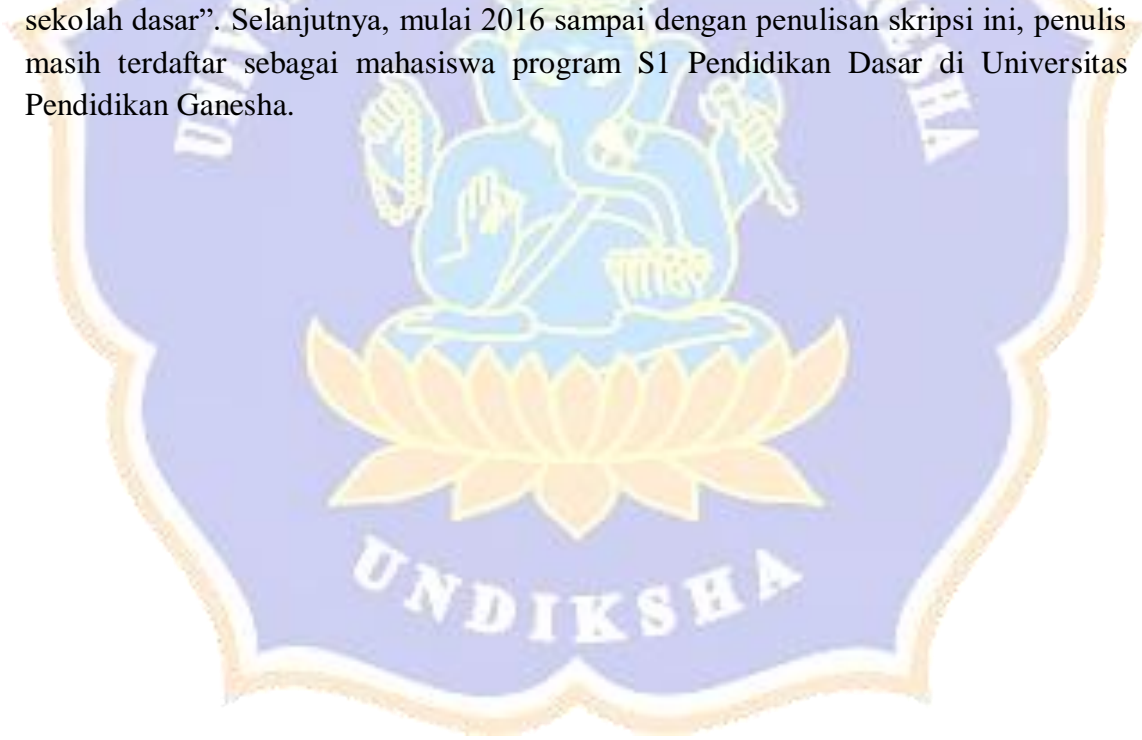 sekolah dasar”. Selanjutnya, mulai 2016 sampai dengan penulisan skripsi ini, penulis
masih terdaftar sebagai mahasiswa program S1 Pendidikan Dasar di Universitas
Pendidikan Ganesha.
UNDIKSHA